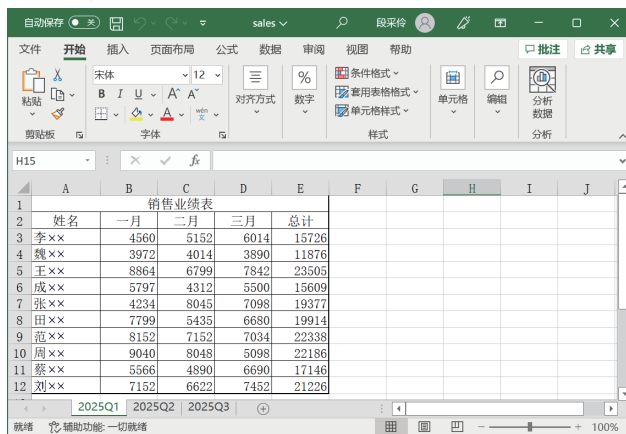 自动保存 关 sales 段采伶
文件 开始 插入 页面布局 公式 数据 审阅 视图 帮助 批注 共享
粘贴 宋体 12 B I U A A wén 文 A 对齐方式 % 数字 条件格式 套用表格格式 单元格样式 单元格 编辑 分析数据
剪贴板 字体 样式 分析
H15 fx
A B C D E F G H I J
1 销售业绩表
2 姓名 一月 二月 三月 总计
3 李×× 4560 5152 6014 15726
4 魏×× 3972 4014 3890 11876
5 王×× 8864 6799 7842 23505
6 成×× 5797 4312 5500 15609
7 张×× 4234 8045 7098 19377
8 田×× 7799 5435 6680 19914
9 范×× 8152 7152 7034 22338
10 周×× 9040 8048 5098 22186
11 蔡×× 5566 4890 6690 17146
12 刘×× 7152 6622 7452 21226
2025Q1 2025Q2 2025Q3
就绪 辅助功能: 一切就绪 100%